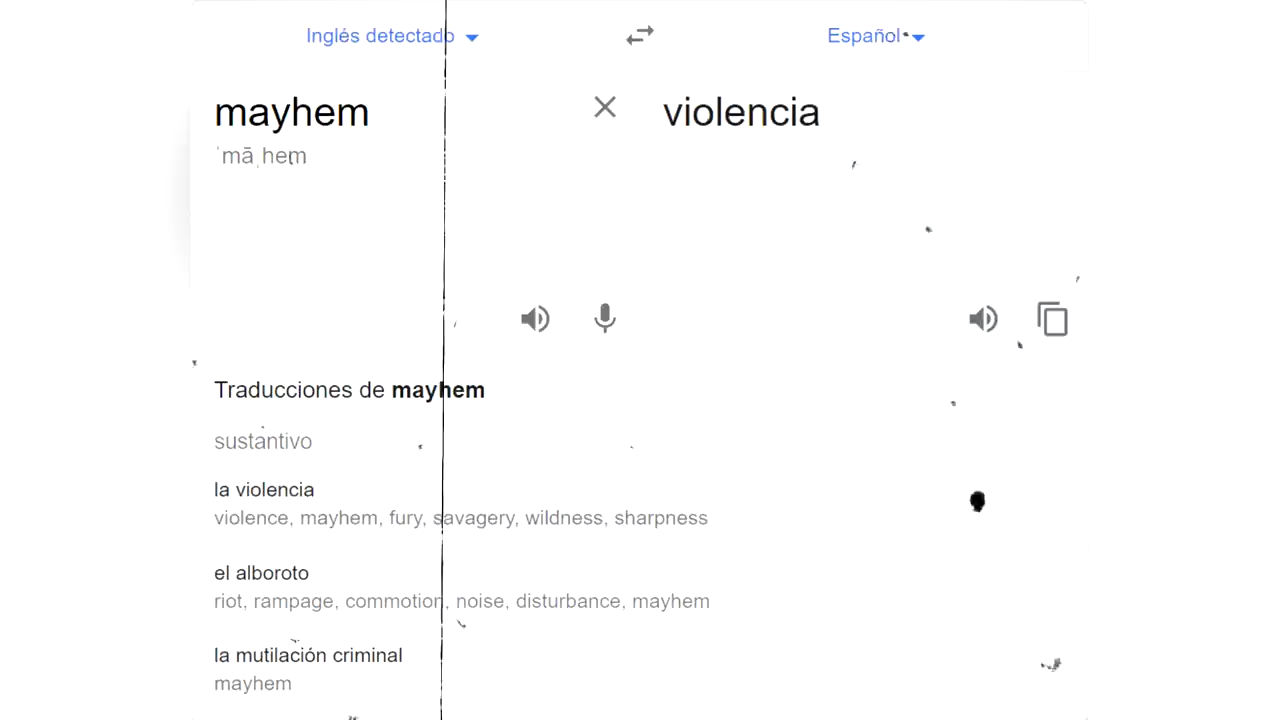 Inglés detectado Español
mayhem violencia
ˈmāˌhem
Traducciones de mayhem
sustantivo
la violencia
violence, mayhem, fury, savagery, wildness, sharpness
el alboroto
riot, rampage, commotion, noise, disturbance, mayhem
la mutilación criminal
mayhem